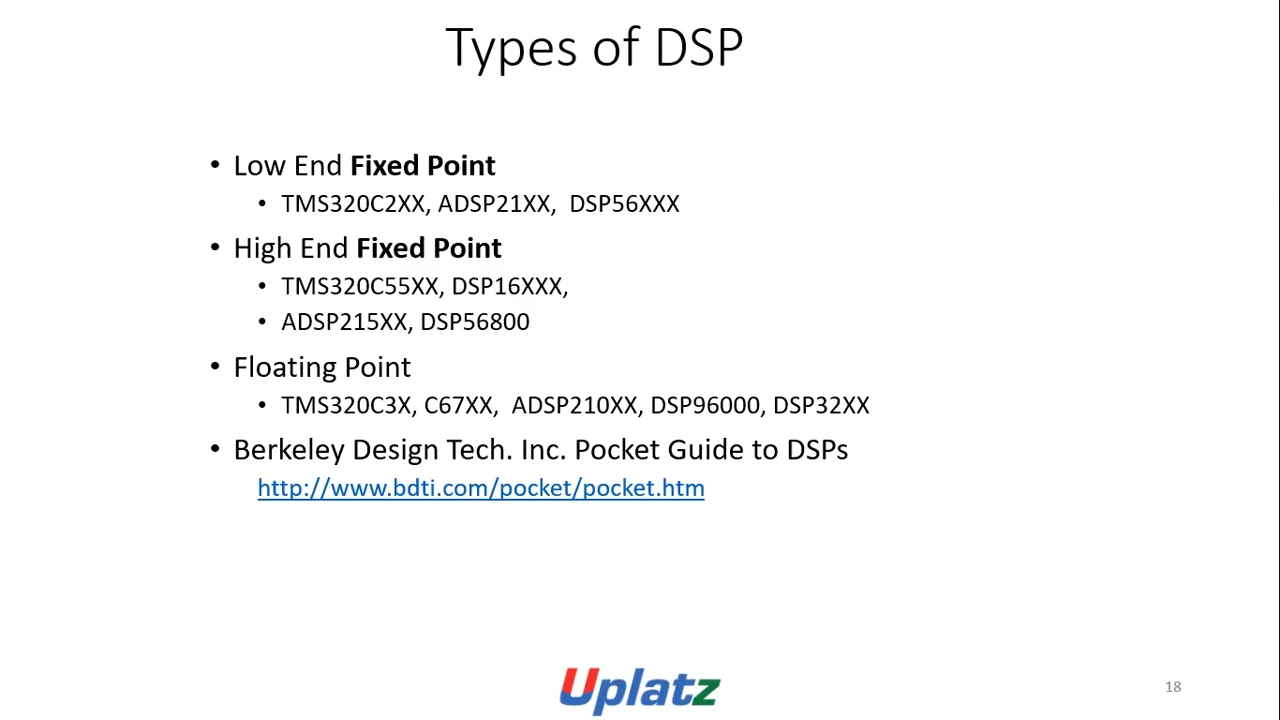 Types of DSP
• Low End Fixed Point
• TMS320C2XX, ADSP21XX, DSP56XXX
• High End Fixed Point
• TMS320C55XX, DSP16XXX,
• ADSP215XX, DSP56800
• Floating Point
• TMS320C3X, C67XX, ADSP210XX, DSP96000, DSP32XX
• Berkeley Design Tech. Inc. Pocket Guide to DSPs
http://www.bdti.com/pocket/pocket.htm
Uplatz
18